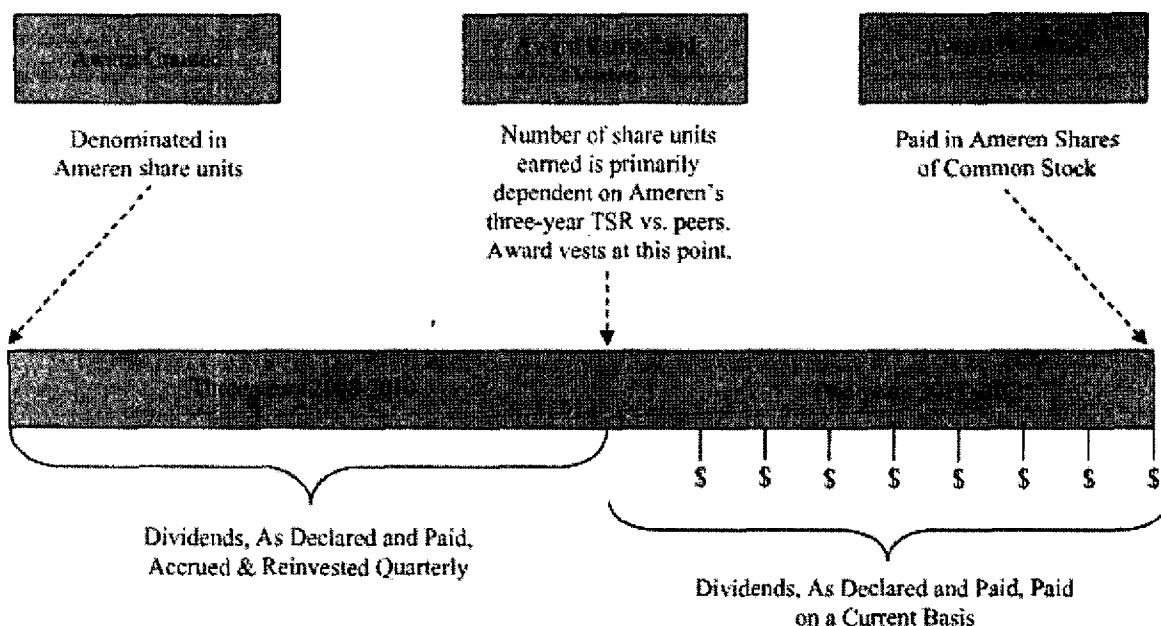 Award Granted
Denominated in
Ameren share units
Number of share units
earned is primarily
dependent on Ameren's
three-year TSR vs. peers.
Award vests at this point.
Paid in Ameren Shares
of Common Stock
$ $ $ $ $ $ $ $
Dividends, As Declared and Paid,
Accrued & Reinvested Quarterly
Dividends, As Declared and Paid, Paid
on a Current Basis